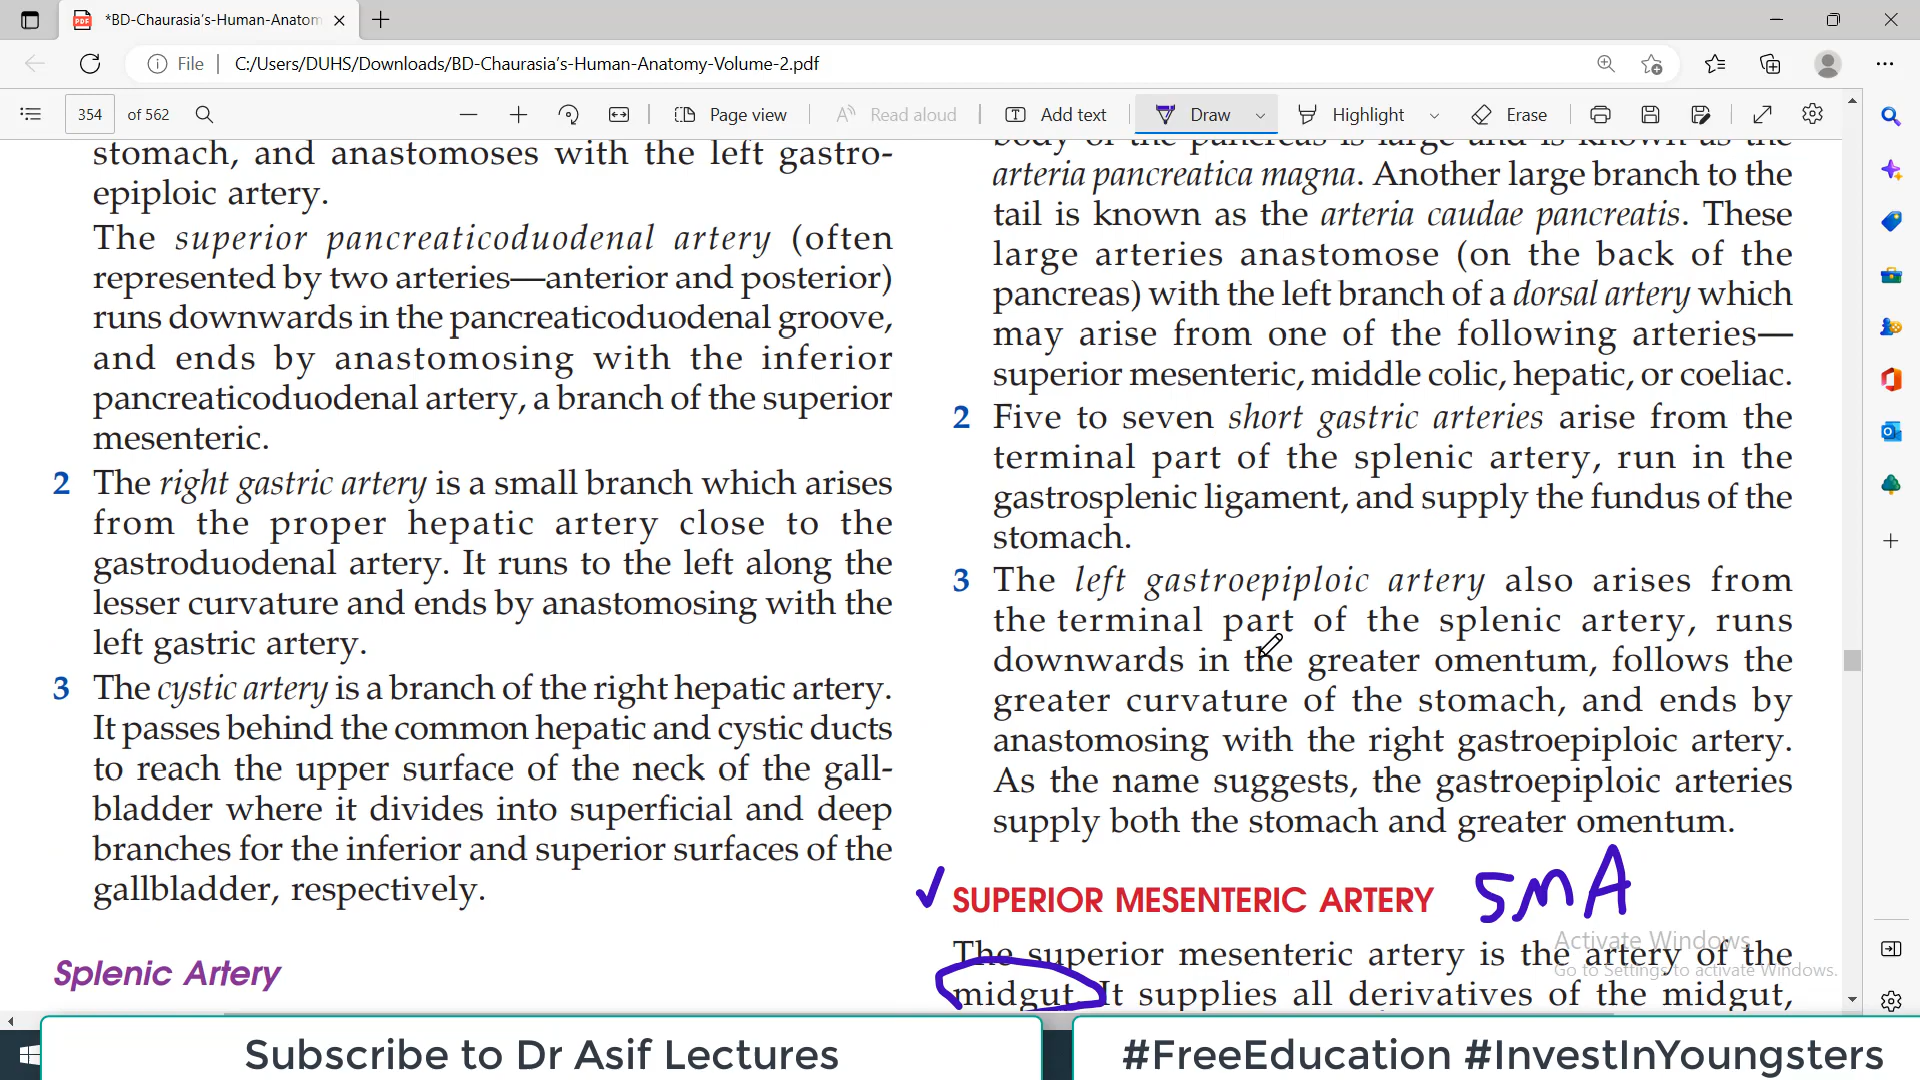 *BD-Chaurasia's-Human-Anatom
File
C:/Users/DUHS/Downloads/BD-Chaurasia's-Human-Anatomy-Volume-2.pdf
354 of 562
Page view
Read aloud
Add text
Draw
Highlight
Erase
stomach, and anastomoses with the left gastro-
epiploic artery.
The superior pancreaticoduodenal artery (often
represented by two arteries—anterior and posterior)
runs downwards in the pancreaticoduodenal groove,
and ends by anastomosing with the inferior
pancreaticoduodenal artery, a branch of the superior
mesenteric.
2 The right gastric artery is a small branch which arises
from the proper hepatic artery close to the
gastroduodenal artery. It runs to the left along the
lesser curvature and ends by anastomosing with the
left gastric artery.
3 The cystic artery is a branch of the right hepatic artery.
It passes behind the common hepatic and cystic ducts
to reach the upper surface of the neck of the gall-
bladder where it divides into superficial and deep
branches for the inferior and superior surfaces of the
gallbladder, respectively.
Splenic Artery
body of the pancreas is large and is known as the
arteria pancreatica magna. Another large branch to the
tail is known as the arteria caudae pancreatis. These
large arteries anastomose (on the back of the
pancreas) with the left branch of a dorsal artery which
may arise from one of the following arteries—
superior mesenteric, middle colic, hepatic, or coeliac.
2 Five to seven short gastric arteries arise from the
terminal part of the splenic artery, run in the
gastrosplenic ligament, and supply the fundus of the
stomach.
3 The left gastroepiploic artery also arises from
the terminal part of the splenic artery, runs
downwards in the greater omentum, follows the
greater curvature of the stomach, and ends by
anastomosing with the right gastroepiploic artery.
As the name suggests, the gastroepiploic arteries
supply both the stomach and greater omentum.
SUPERIOR MESENTERIC ARTERY SMA
The superior mesenteric artery is the artery of the
midgut. It supplies all derivatives of the midgut,
Activate Windows
Go to Settings to activate Windows.
Subscribe to Dr Asif Lectures
#FreeEducation #InvestInYoungsters